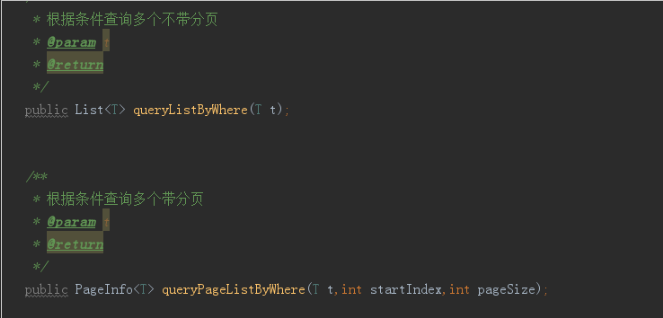 * 根据条件查询多个不带分页
* @param t
* @return
*/
public List<T> queryListByWhere(T t);
/**
* 根据条件查询多个带分页
* @param t
* @return
*/
public PageInfo<T> queryPageListByWhere(T t,int startIndex,int pageSize);